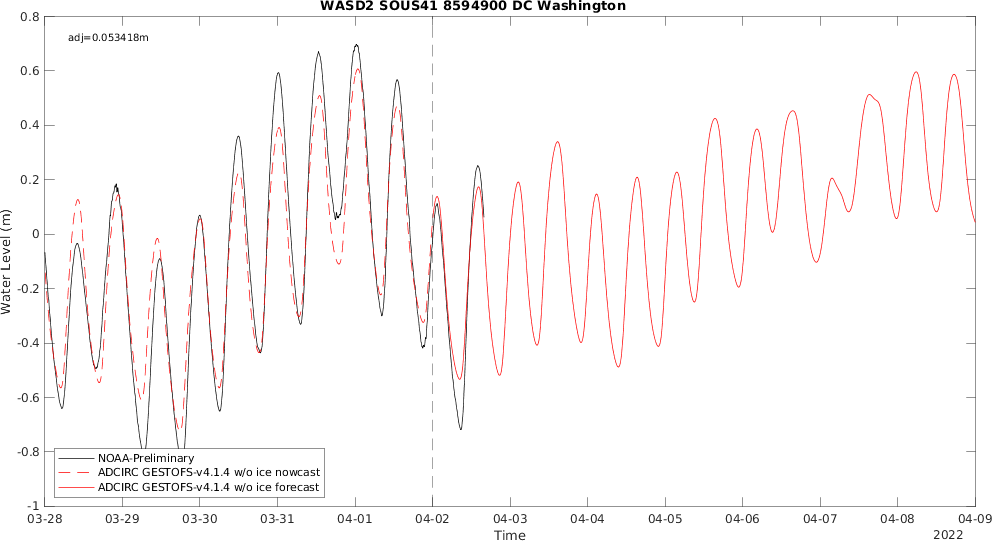 WASD2 SOUS41 8594900 DC Washington
adj=0.053418m
0.8
0.6
0.4
0.2
0
-0.2
-0.4
-0.6
-0.8
-1
Water Level (m)
NOAA-Preliminary
ADCIRC GESTOFS-v4.1.4 w/o ice nowcast
ADCIRC GESTOFS-v4.1.4 w/o ice forecast
03-28 03-29 03-30 03-31 04-01 04-02 04-03 04-04 04-05 04-06 04-07 04-08 04-09
Time
2022